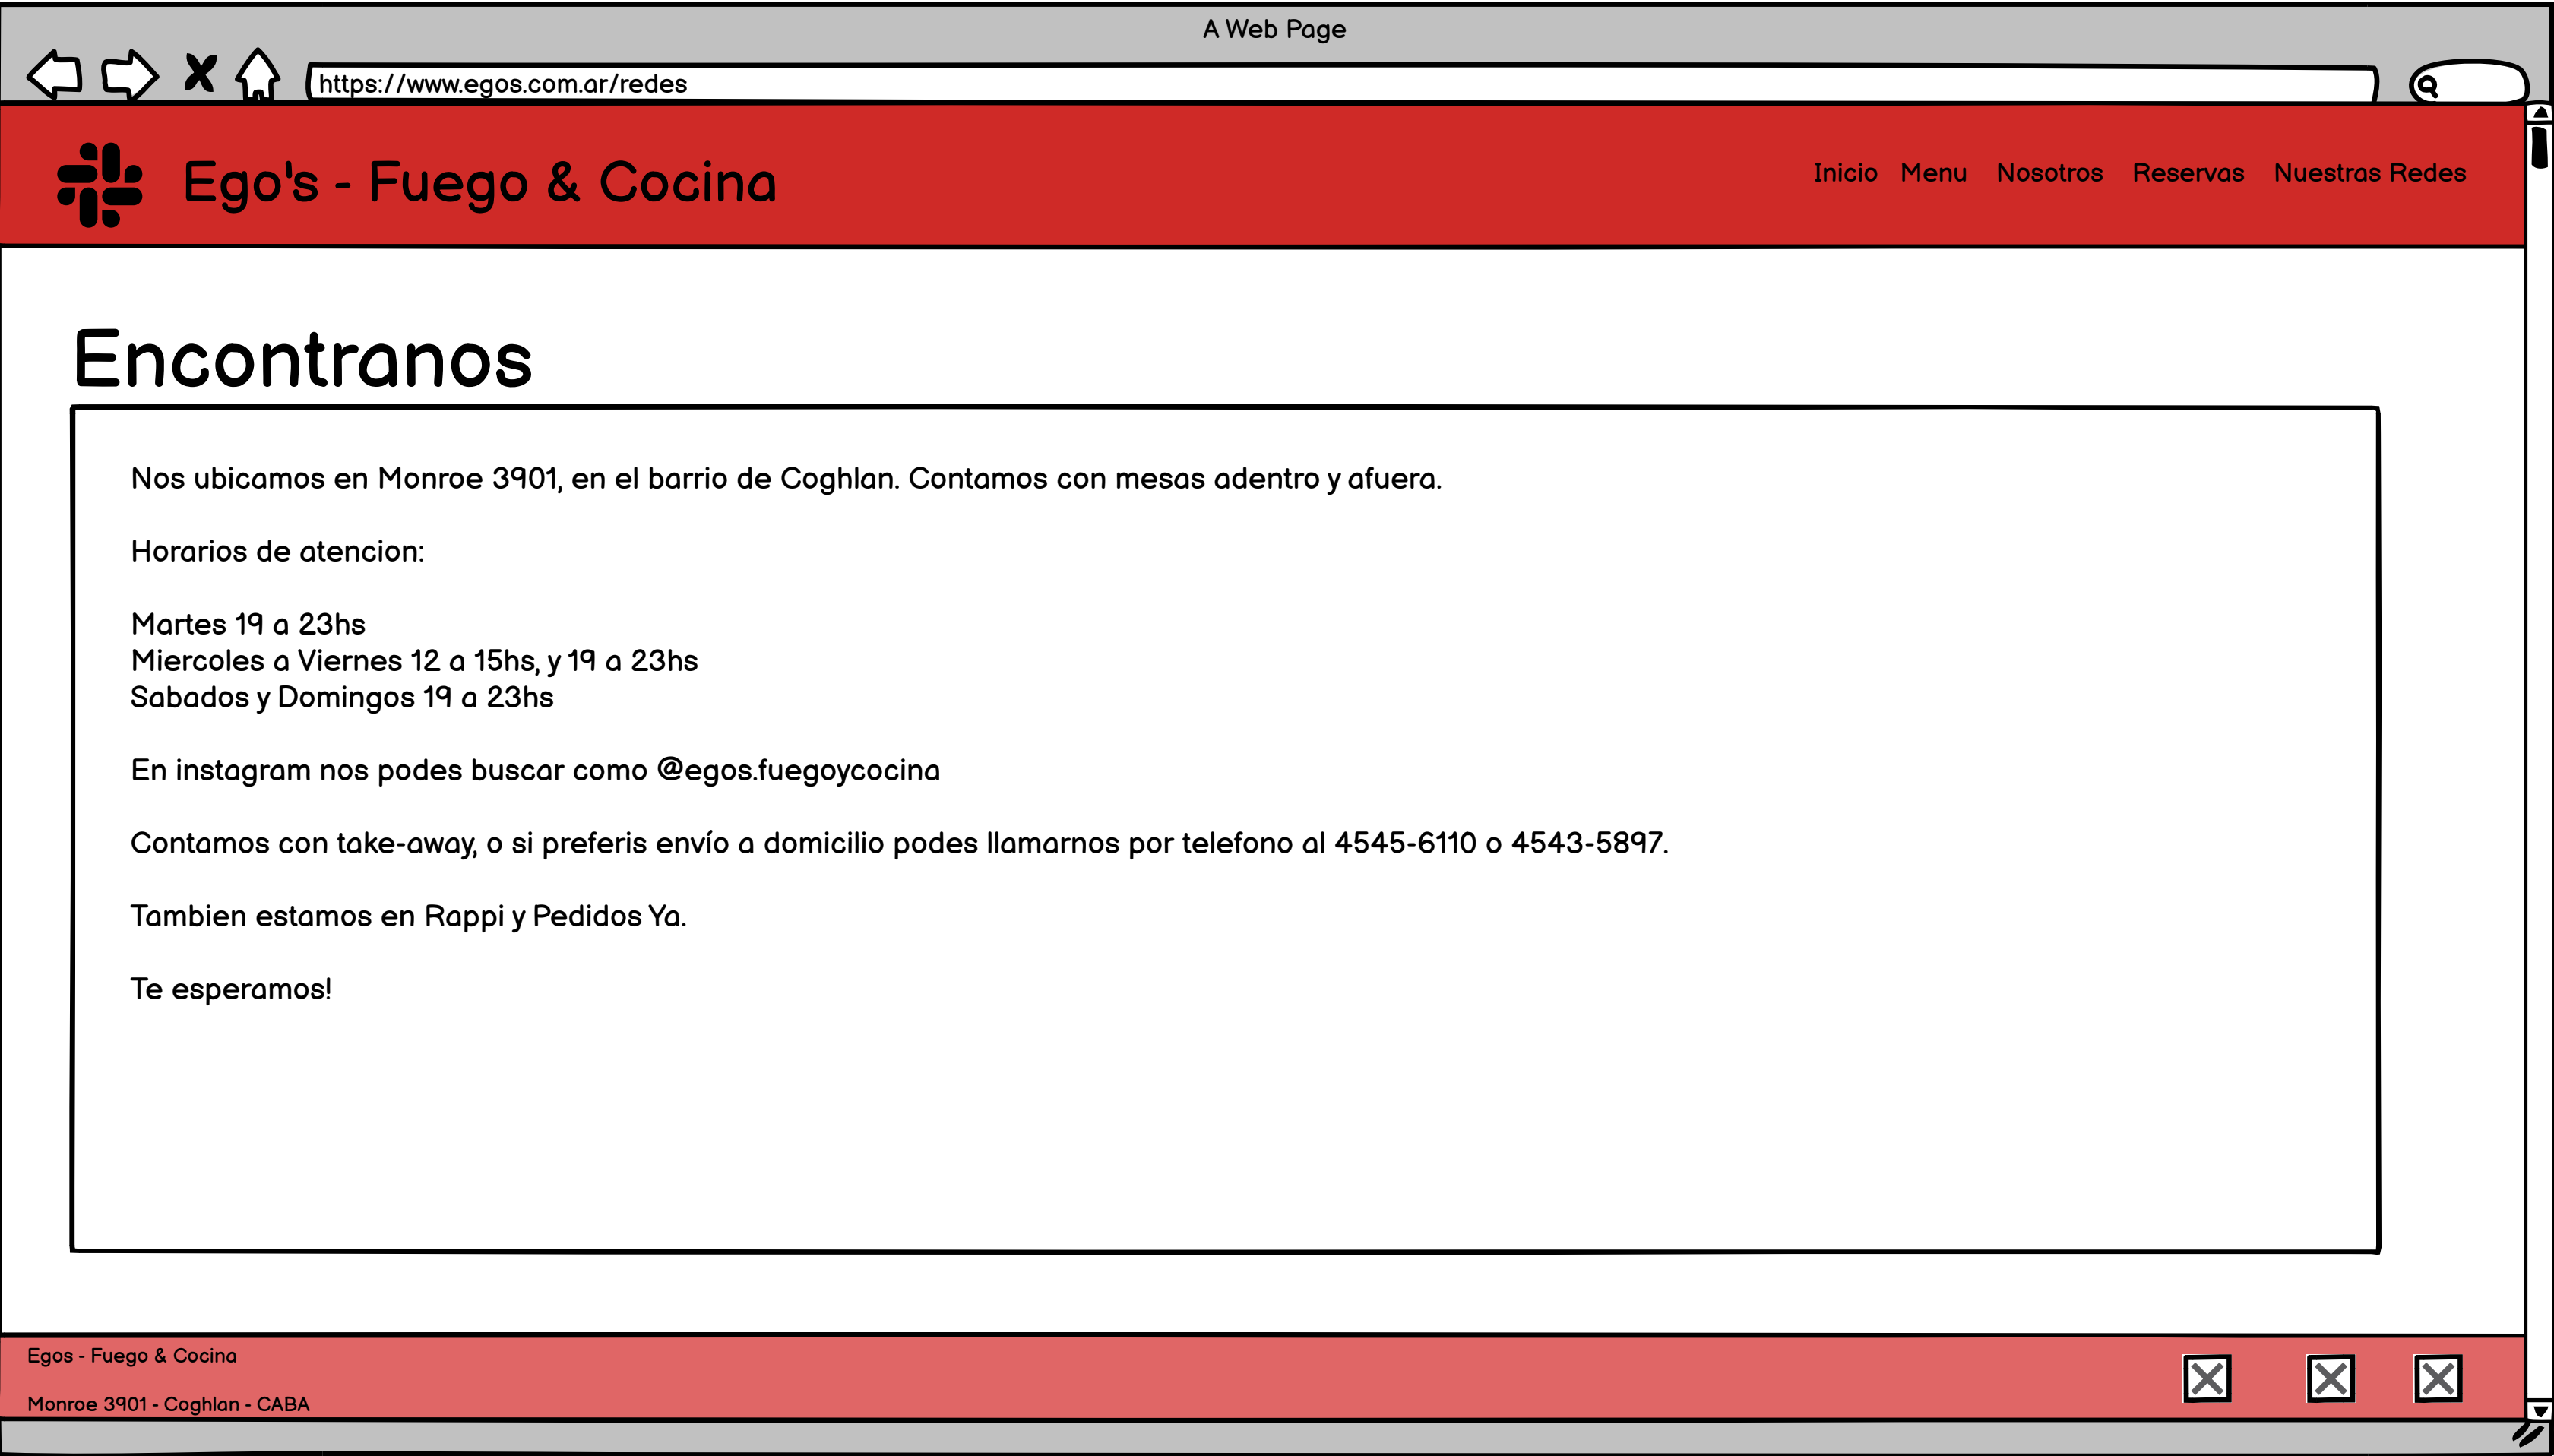 A Web Page
https://www.egos.com.ar/redes
Ego's - Fuego & Cocina
Inicio Menu Nosotros Reservas Nuestras Redes
Encontranos
Nos ubicamos en Monroe 3901, en el barrio de Coghlan. Contamos con mesas adentro y afuera.
Horarios de atencion:
Martes 19 a 23hs
Miercoles a Viernes 12 a 15hs, y 19 a 23hs
Sabados y Domingos 19 a 23hs
En instagram nos podes buscar como @egos.fuegoycocina
Contamos con take-away, o si preferis envío a domicilio podes llamarnos por telefono al 4545-6110 o 4543-5897.
Tambien estamos en Rappi y Pedidos Ya.
Te esperamos!
Egos - Fuego & Cocina
Monroe 3901 - Coghlan - CABA